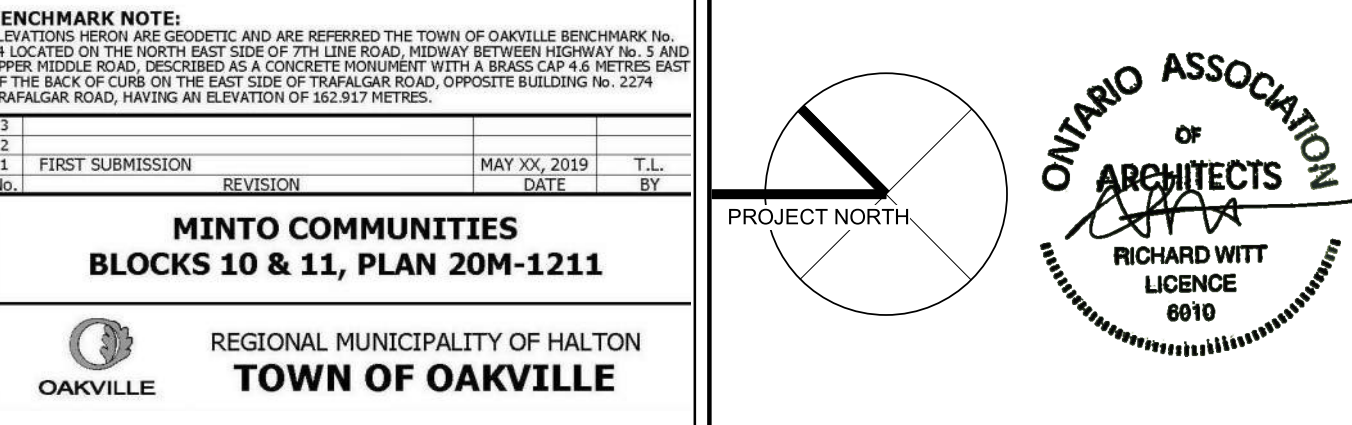 ENCHMARK NOTE:
LEVATIONS HERON ARE GEODETIC AND ARE REFERRED THE TOWN OF OAKVILLE BENCHMARK No.
4 LOCATED ON THE NORTH EAST SIDE OF 7TH LINE ROAD, MIDWAY BETWEEN HIGHWAY No. 5 AND
PPER MIDDLE ROAD, DESCRIBED AS A CONCRETE MONUMENT WITH A BRASS CAP 4.6 METRES EAST
F THE BACK OF CURB ON THE EAST SIDE OF TRAFALGAR ROAD, OPPOSITE BUILDING No. 2274
RAFALGAR ROAD, HAVING AN ELEVATION OF 162.917 METRES.
3
2
1 FIRST SUBMISSION MAY XX, 2019 T.L.
No. REVISION DATE BY
MINTO COMMUNITIES
BLOCKS 10 & 11, PLAN 20M-1211
OAKVILLE
REGIONAL MUNICIPALITY OF HALTON
TOWN OF OAKVILLE
PROJECT NORTH
ONTARIO ASSOCIATION
OF
ARCHITECTS
RICHARD WITT
LICENCE
6010